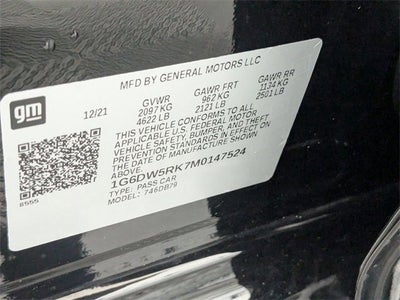 MFD BY GENERAL MOTORS LLC
gm
12/21 GVWR GAWR FRT GAWR RR
2097 KG 962 KG 1134 KG
4622 LB 2121 LB 2501 LB
THIS VEHICLE CONFORMS TO ALL
APPLICABLE U.S. FEDERAL MOTOR
VEHICLE SAFETY, BUMPER, AND THEFT
PREVENTION STANDARDS IN EFFECT ON THE
DATE OF MANUFACTURE SHOWN ABOVE.
1G6DW5RK7M0147524
TYPE: PASS CAR
MODEL: 746DB79
8555